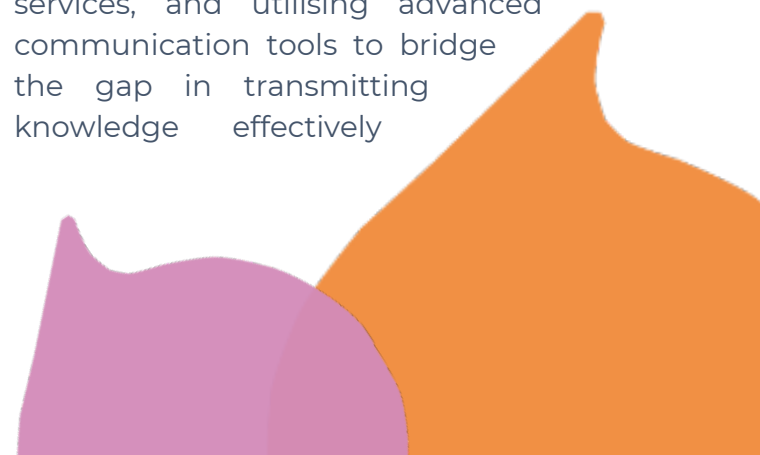 services, and utilising advanced
communication tools to bridge
the gap in transmitting
knowledge effectively